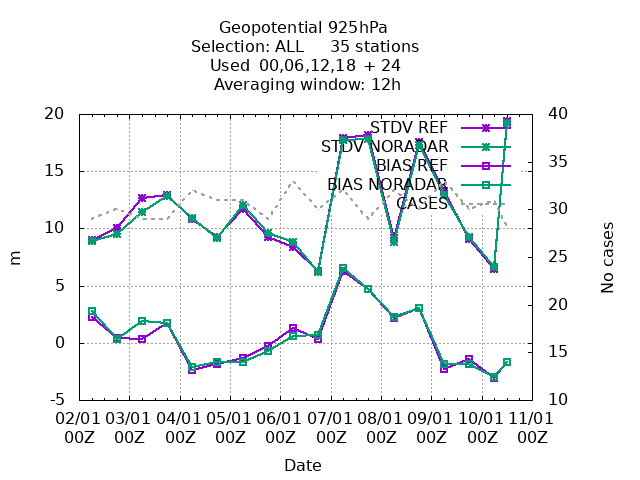 Geopotential 925hPa
Selection: ALL 35 stations
Used 00,06,12,18 + 24
Averaging window: 12h
STDV REF
STDV NORADAR
BIAS REF
BIAS NORADAR
CASES
20
15
10
5
0
-5
m
40
35
30
25
20
15
10
No cases
02/01 03/01 04/01 05/01 06/01 07/01 08/01 09/01 10/01 11/01
00Z 00Z 00Z 00Z 00Z 00Z 00Z 00Z 00Z 00Z
Date